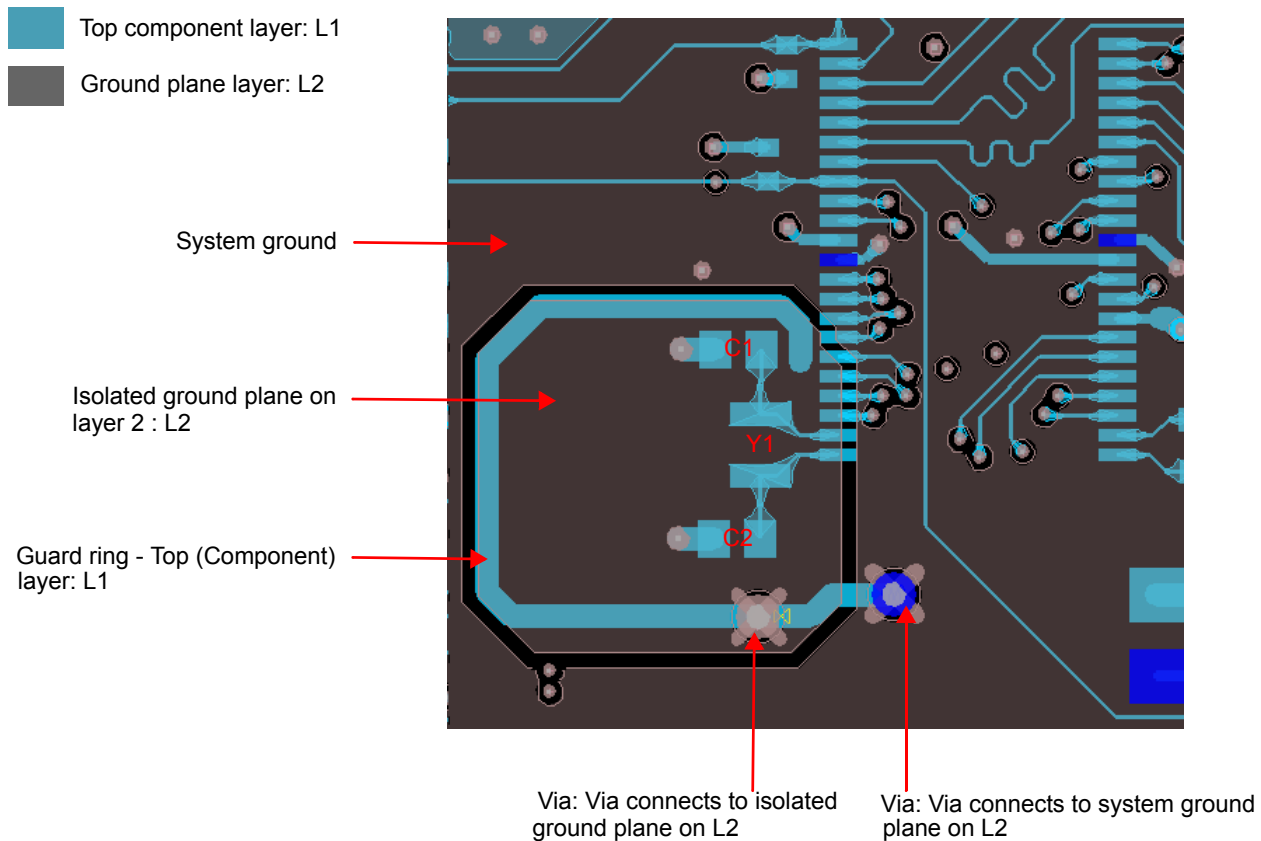 Top component layer: L1
Ground plane layer: L2
System ground
Isolated ground plane on
layer 2 : L2
C1
Y1
C2
Guard ring - Top (Component)
layer: L1
Via: Via connects to isolated
ground plane on L2
Via: Via connects to system ground
plane on L2